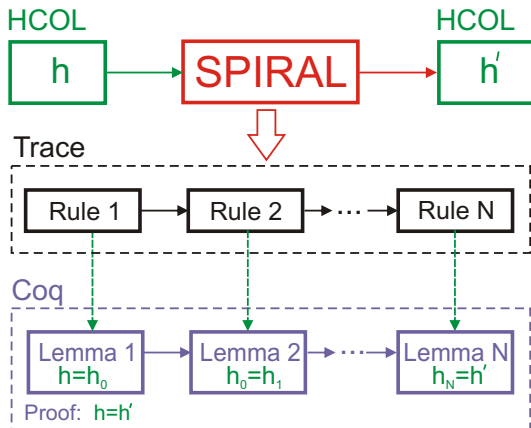 HCOL
HCOL
h
SPIRAL
h′
Trace
Rule 1
Rule 2
...
Rule N
Coq
Lemma 1
h=h₀
Lemma 2
h₀=h₁
...
Lemma N
h_N=h′
Proof: h=h′